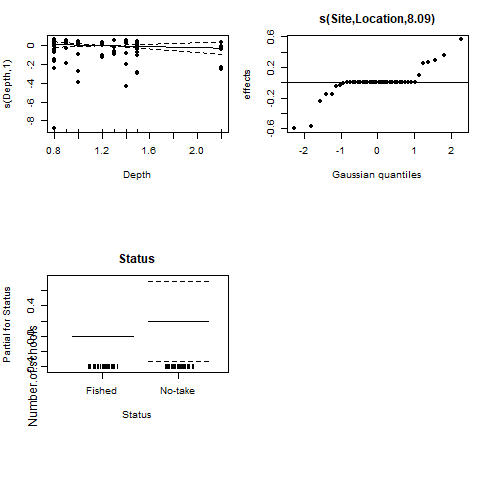 s(Site,Location,8.09)
s(Depth,1)
0
-2
-4
-6
-8
0.8
1.2
1.6
2.0
Depth
effects
0.6
0.2
-0.2
-0.6
-2
-1
0
1
2
Gaussian quantiles
Status
Partial for Status
Number of schools
0.4
Fished
No-take
Status